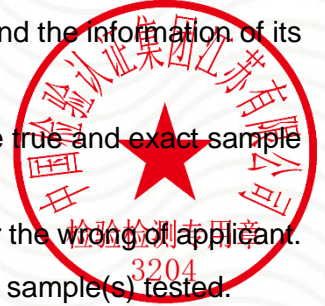 nd the information of its
中国检验认证集团江苏有限公司
e true and exact sample
r the wrong of applicant.
检验检测专用章
3204
sample(s) tested.